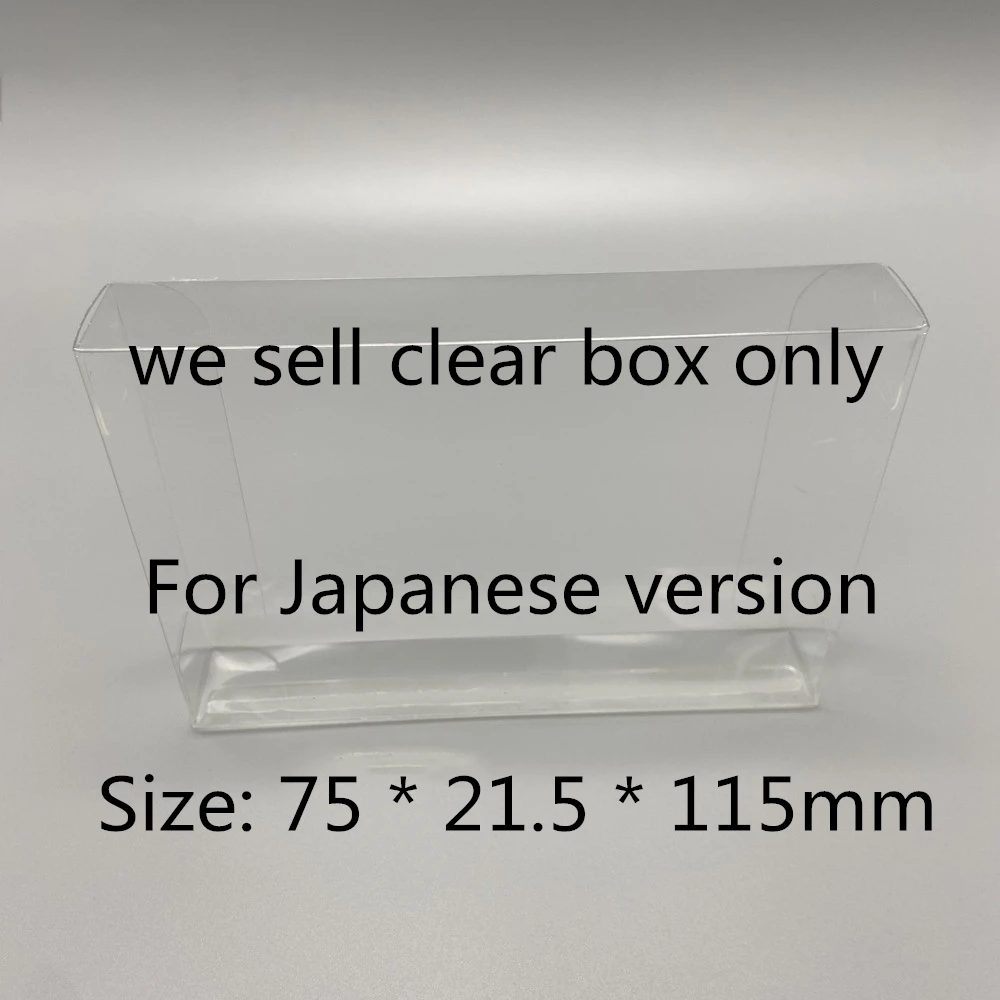 we sell clear box only
For Japanese version
Size: 75 * 21.5 * 115mm